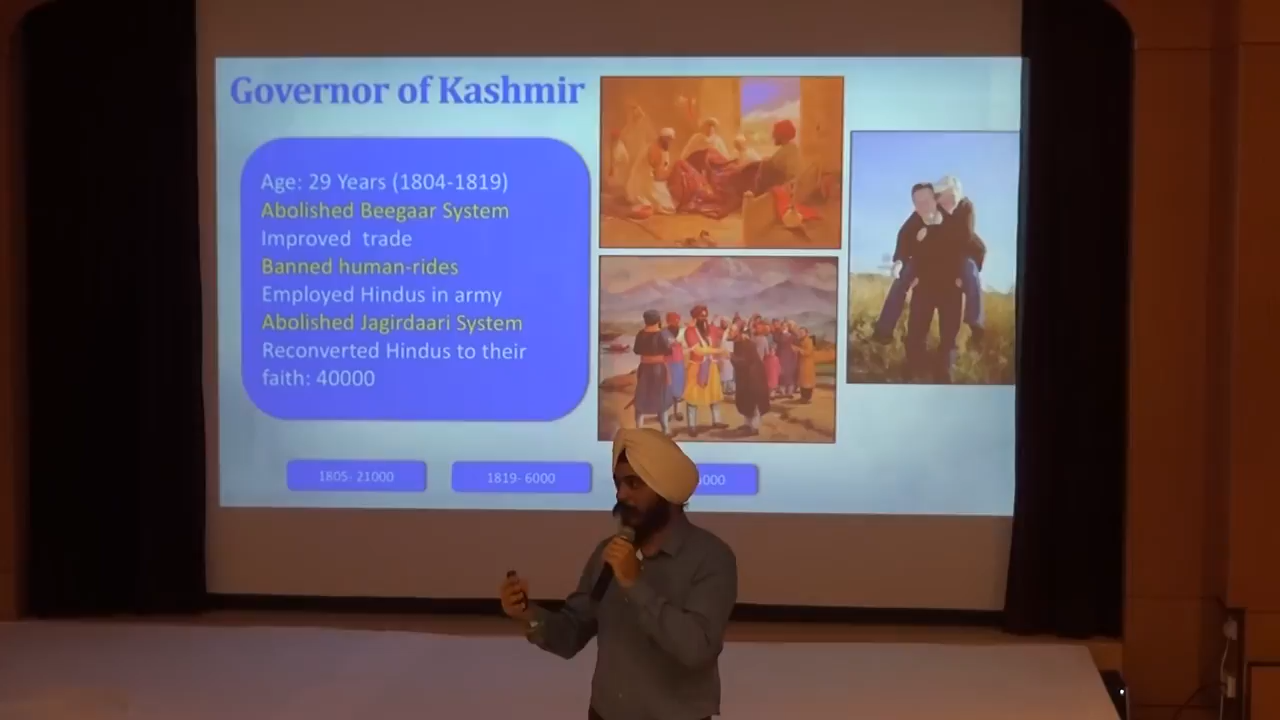 Governor of Kashmir
Age: 29 Years (1804-1819)
Abolished Beegaar System
Improved trade
Banned human-rides
Employed Hindus in army
Abolished Jagirdaari System
Reconverted Hindus to their
faith: 40000
1805- 21000
1819- 6000